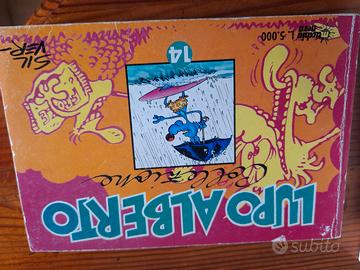 LUPO ALBERTO
Collezione
14
SIL
VER-
L. 5.000
subito